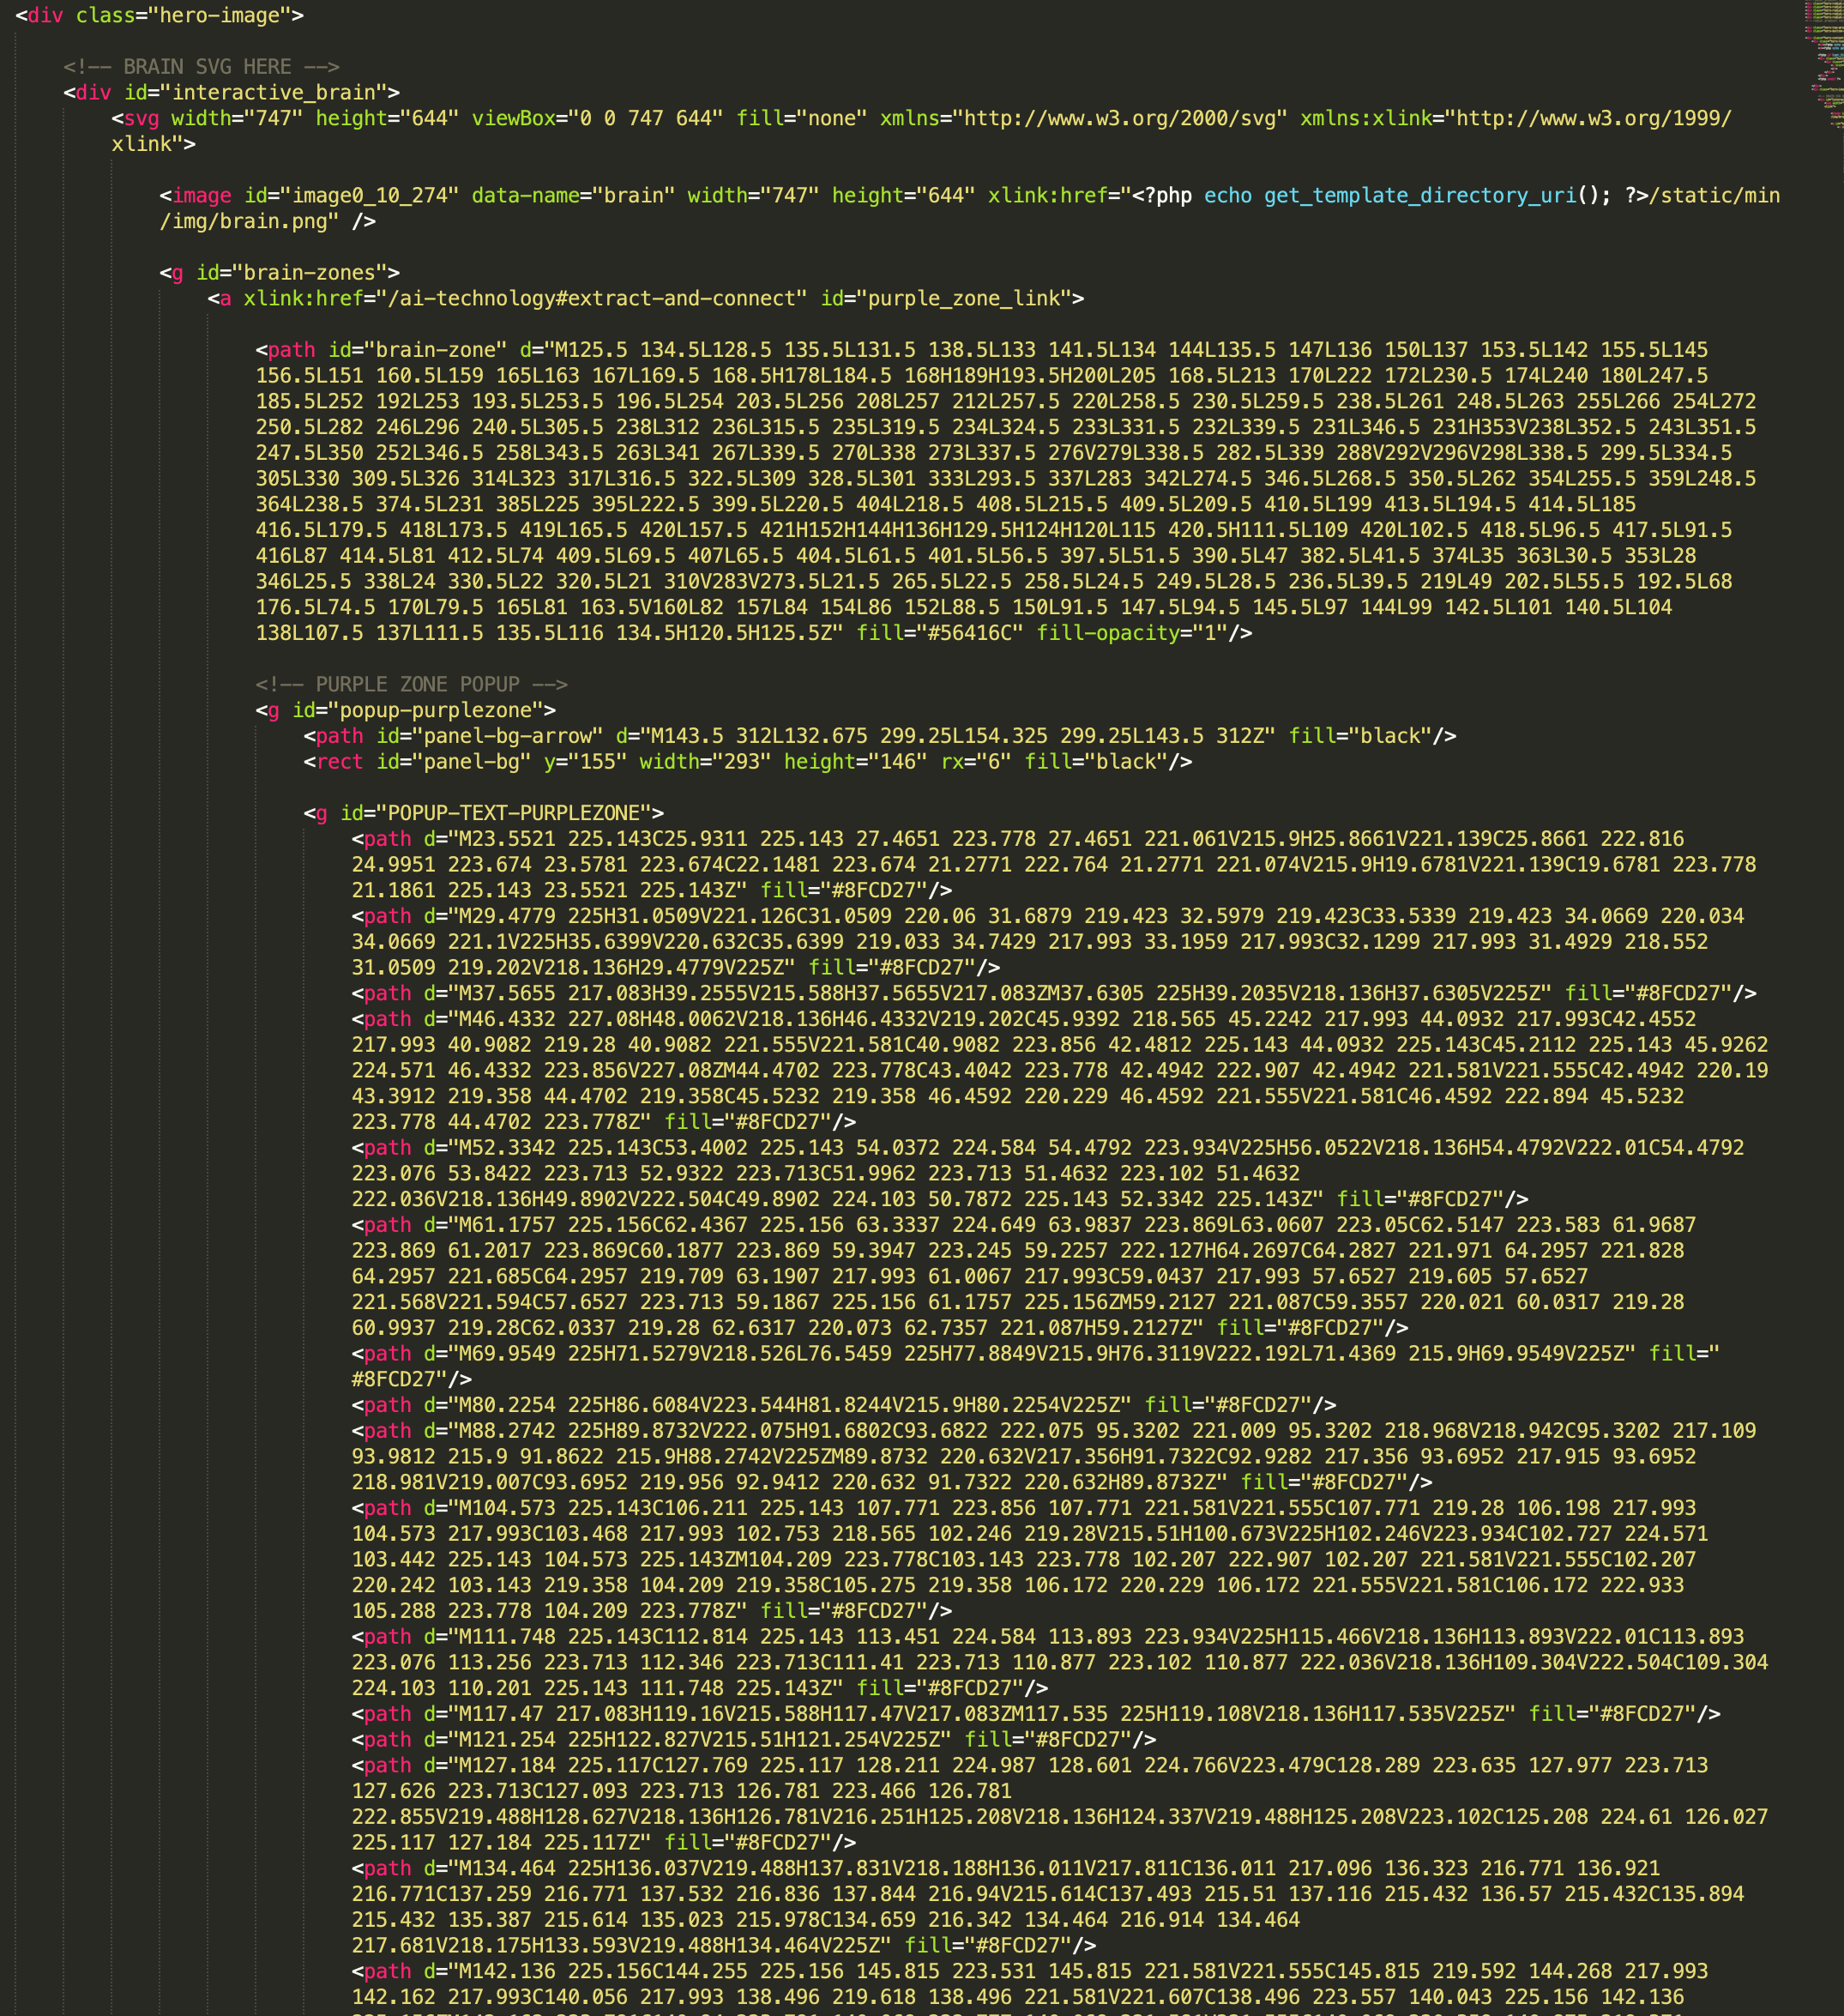 <div class="hero-image">
<!-- BRAIN SVG HERE -->
<div id="interactive_brain">
<svg width="747" height="644" viewBox="0 0 747 644" fill="none" xmlns="http://www.w3.org/2000/svg" xmlns:xlink="http://www.w3.org/1999/
xlink">
<image id="image0_10_274" data-name="brain" width="747" height="644" xlink:href="<?php echo get_template_directory_uri(); ?>/static/min
/img/brain.png" />
<g id="brain-zones">
<a xlink:href="/ai-technology#extract-and-connect" id="purple_zone_link">
<path id="brain-zone" d="M125.5 134.5L128.5 135.5L131.5 138.5L133 141.5L134 144L135.5 147L136 150L137 153.5L142 155.5L145
156.5L151 160.5L159 165L163 167L169.5 168.5H178L184.5 168H189H193.5H200L205 168.5L213 170L222 172L230.5 174L240 180L247.5
185.5L252 192L253 193.5L253.5 196.5L254 203.5L256 208L257 212L257.5 220L258.5 230.5L259.5 238.5L261 248.5L263 255L266 254L272
250.5L282 246L296 240.5L305.5 238L312 236L315.5 235L319.5 234L324.5 233L331.5 232L339.5 231L346.5 231H353V238L352.5 243L351.5
247.5L350 252L346.5 258L343.5 263L341 267L339.5 270L338 273L337.5 276V279L338.5 282.5L339 288V292V296V298L338.5 299.5L334.5
305L330 309.5L326 314L323 317L316.5 322.5L309 328.5L301 333L293.5 337L283 342L274.5 346.5L268.5 350.5L262 354L255.5 359L248.5
364L238.5 374.5L231 385L225 395L222.5 399.5L220.5 404L218.5 408.5L215.5 409.5L209.5 410.5L199 413.5L194.5 414.5L185
416.5L179.5 418L173.5 419L165.5 420L157.5 421H152H144H136H129.5H124H120L115 420.5H111.5L109 420L102.5 418.5L96.5 417.5L91.5
416L87 414.5L81 412.5L74 409.5L69.5 407L65.5 404.5L61.5 401.5L56.5 397.5L51.5 390.5L47 382.5L41.5 374L35 363L30.5 353L28
346L25.5 338L24 330.5L22 320.5L21 310V283V273.5L21.5 265.5L22.5 258.5L24.5 249.5L28.5 236.5L39.5 219L49 202.5L55.5 192.5L68
176.5L74.5 170L79.5 165L81 163.5V160L82 157L84 154L86 152L88.5 150L91.5 147.5L94.5 145.5L97 144L99 142.5L101 140.5L104
138L107.5 137L111.5 135.5L116 134.5H120.5H125.5Z" fill="#56416C" fill-opacity="1"/>
<!-- PURPLE ZONE POPUP -->
<g id="popup-purplezone">
<path id="panel-bg-arrow" d="M143.5 312L132.675 299.25L154.325 299.25L143.5 312Z" fill="black"/>
<rect id="panel-bg" y="155" width="293" height="146" rx="6" fill="black"/>
<g id="POPUP-TEXT-PURPLEZONE">
<path d="M23.5521 225.143C25.9311 225.143 27.4651 223.778 27.4651 221.061V215.9H25.8661V221.139C25.8661 222.816
24.9951 223.674 23.5781 223.674C22.1481 223.674 21.2771 222.764 21.2771 221.074V215.9H19.6781V221.139C19.6781 223.778
21.1861 225.143 23.5521 225.143Z" fill="#8FCD27"/>
<path d="M29.4779 225H31.0509V221.126C31.0509 220.06 31.6879 219.423 32.5979 219.423C33.5339 219.423 34.0669 220.034
34.0669 221.1V225H35.6399V220.632C35.6399 219.033 34.7429 217.993 33.1959 217.993C32.1299 217.993 31.4929 218.552
31.0509 219.202V218.136H29.4779V225Z" fill="#8FCD27"/>
<path d="M37.5655 217.083H39.2555V215.588H37.5655V217.083ZM37.6305 225H39.2035V218.136H37.6305V225Z" fill="#8FCD27"/>
<path d="M46.4332 227.08H48.0062V218.136H46.4332V219.202C45.9392 218.565 45.2242 217.993 44.0932 217.993C42.4552
217.993 40.9082 219.28 40.9082 221.555V221.581C40.9082 223.856 42.4812 225.143 44.0932 225.143C45.2112 225.143 45.9262
224.571 46.4332 223.856V227.08ZM44.4702 223.778C43.4042 223.778 42.4942 222.907 42.4942 221.581V221.555C42.4942 220.19
43.3912 219.358 44.4702 219.358C45.5232 219.358 46.4592 220.229 46.4592 221.555V221.581C46.4592 222.894 45.5232
223.778 44.4702 223.778Z" fill="#8FCD27"/>
<path d="M52.3342 225.143C53.4002 225.143 54.0372 224.584 54.4792 223.934V225H56.0522V218.136H54.4792V222.01C54.4792
223.076 53.8422 223.713 52.9322 223.713C51.9962 223.713 51.4632 223.102 51.4632
222.036V218.136H49.8902V222.504C49.8902 224.103 50.7872 225.143 52.3342 225.143Z" fill="#8FCD27"/>
<path d="M61.1757 225.156C62.4367 225.156 63.3337 224.649 63.9837 223.869L63.0607 223.05C62.5147 223.583 61.9687
223.869 61.2017 223.869C60.1877 223.869 59.3947 223.245 59.2257 222.127H64.2697C64.2827 221.971 64.2957 221.828
64.2957 221.685C64.2957 219.709 63.1907 217.993 61.0067 217.993C59.0437 217.993 57.6527 219.605 57.6527
221.568V221.594C57.6527 223.713 59.1867 225.156 61.1757 225.156ZM59.2127 221.087C59.3557 220.021 60.0317 219.28
60.9937 219.28C62.0337 219.28 62.6317 220.073 62.7357 221.087H59.2127Z" fill="#8FCD27"/>
<path d="M69.9549 225H71.5279V218.526L76.5459 225H77.8849V215.9H76.3119V222.192L71.4369 215.9H69.9549V225Z" fill="
#8FCD27"/>
<path d="M80.2254 225H86.6084V223.544H81.8244V215.9H80.2254V225Z" fill="#8FCD27"/>
<path d="M88.2742 225H89.8732V222.075H91.6802C93.6822 222.075 95.3202 221.009 95.3202 218.968V218.942C95.3202 217.109
93.9812 215.9 91.8622 215.9H88.2742V225ZM89.8732 220.632V217.356H91.7322C92.9282 217.356 93.6952 217.915 93.6952
218.981V219.007C93.6952 219.956 92.9412 220.632 91.7322 220.632H89.8732Z" fill="#8FCD27"/>
<path d="M104.573 225.143C106.211 225.143 107.771 223.856 107.771 221.581V221.555C107.771 219.28 106.198 217.993
104.573 217.993C103.468 217.993 102.753 218.565 102.246 219.28V215.51H100.673V225H102.246V223.934C102.727 224.571
103.442 225.143 104.573 225.143ZM104.209 223.778C103.143 223.778 102.207 222.907 102.207 221.581V221.555C102.207
220.242 103.143 219.358 104.209 219.358C105.275 219.358 106.172 220.229 106.172 221.555V221.581C106.172 222.933
105.288 223.778 104.209 223.778Z" fill="#8FCD27"/>
<path d="M111.748 225.143C112.814 225.143 113.451 224.584 113.893 223.934V225H115.466V218.136H113.893V222.01C113.893
223.076 113.256 223.713 112.346 223.713C111.41 223.713 110.877 223.102 110.877 222.036V218.136H109.304V222.504C109.304
224.103 110.201 225.143 111.748 225.143Z" fill="#8FCD27"/>
<path d="M117.47 217.083H119.16V215.588H117.47V217.083ZM117.535 225H119.108V218.136H117.535V225Z" fill="#8FCD27"/>
<path d="M121.254 225H122.827V215.51H121.254V225Z" fill="#8FCD27"/>
<path d="M127.184 225.117C127.769 225.117 128.211 224.987 128.601 224.766V223.479C128.289 223.635 127.977 223.713
127.626 223.713C127.093 223.713 126.781 223.466 126.781
222.855V219.488H128.627V218.136H126.781V216.251H125.208V218.136H124.337V219.488H125.208V223.102C125.208 224.61 126.027
225.117 127.184 225.117Z" fill="#8FCD27"/>
<path d="M134.464 225H136.037V219.488H137.831V218.188H136.011V217.811C136.011 217.096 136.323 216.771 136.921
216.771C137.259 216.771 137.532 216.836 137.844 216.94V215.614C137.493 215.51 137.116 215.432 136.57 215.432C135.894
215.432 135.387 215.614 135.023 215.978C134.659 216.342 134.464 216.914 134.464
217.681V218.175H133.593V219.488H134.464V225Z" fill="#8FCD27"/>
<path d="M142.136 225.156C144.255 225.156 145.815 223.531 145.815 221.581V221.555C145.815 219.592 144.268 217.993
142.162 217.993C140.056 217.993 138.496 219.618 138.496 221.581V221.607C138.496 223.557 140.043 225.156 142.136